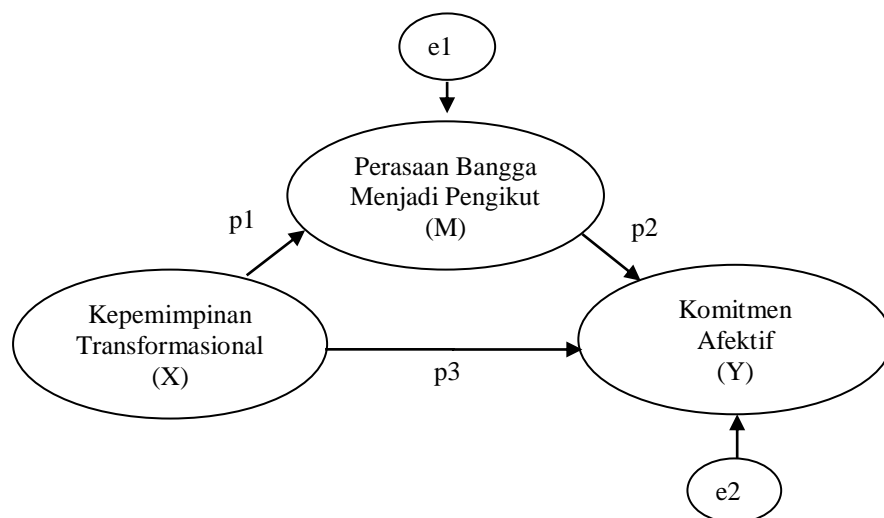 e1
Perasaan Bangga
Menjadi Pengikut
(M)
p1
p2
Kepemimpinan
Transformasional
(X)
Komitmen
Afektif
(Y)
p3
e2